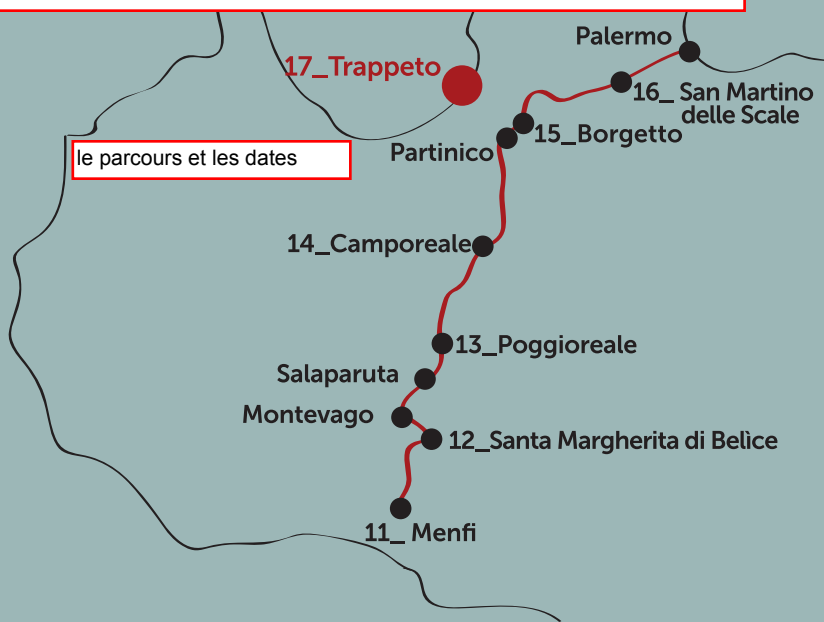 Palermo
17_Trappeto
16_ San Martino
delle Scale
15_Borgetto
Partinico
le parcours et les dates
14_Camporeale
13_Poggioreale
Salaparuta
Montevago
12_Santa Margherita di Belìce
11_ Menfi